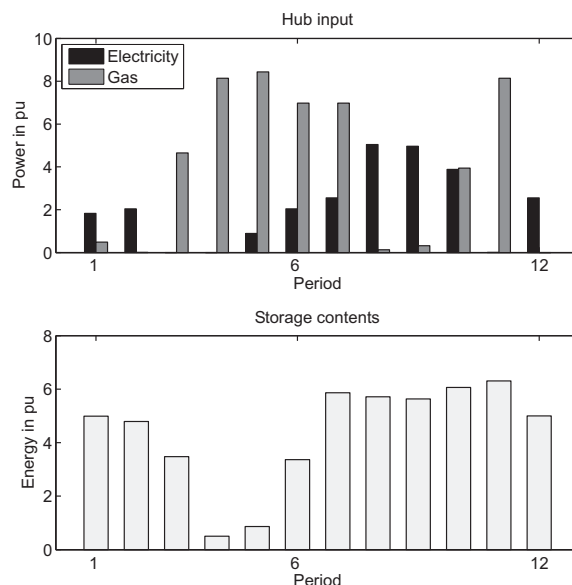 Hub input
10
8
6
4
2
0
Power in pu
Electricity
Gas
1 6 12
Period
Storage contents
8
6
4
2
0
Energy in pu
1 6 12
Period